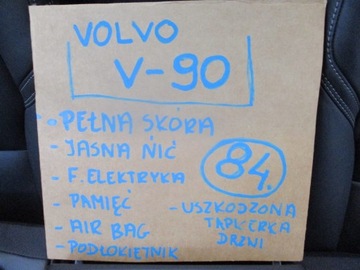 VOLVO
V-90
- PEŁNA SKÓRA
- JASNA NIĆ
84.
- F. ELEKTRYKA
- PAMIĘĆ
- USZKODZONA
TAPICERKA
- AIR BAG
DRZWI
- PODŁOKIETNIK